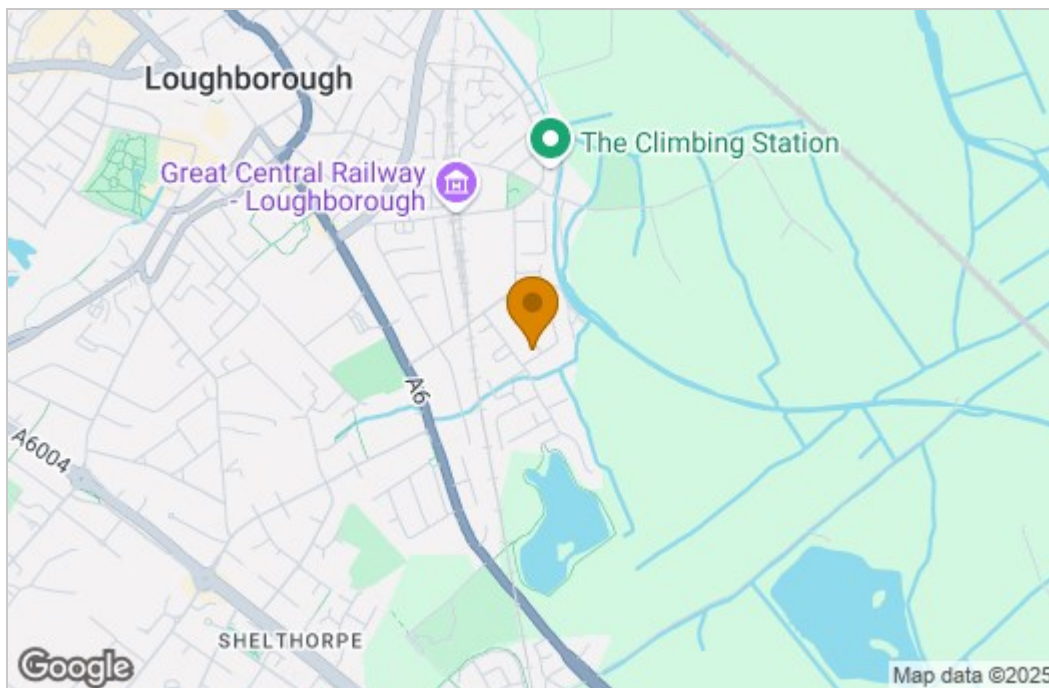 Loughborough
The Climbing Station
Great Central Railway
- Loughborough
A6
A6004
SHELTHORPE
Google
Map data ©2025